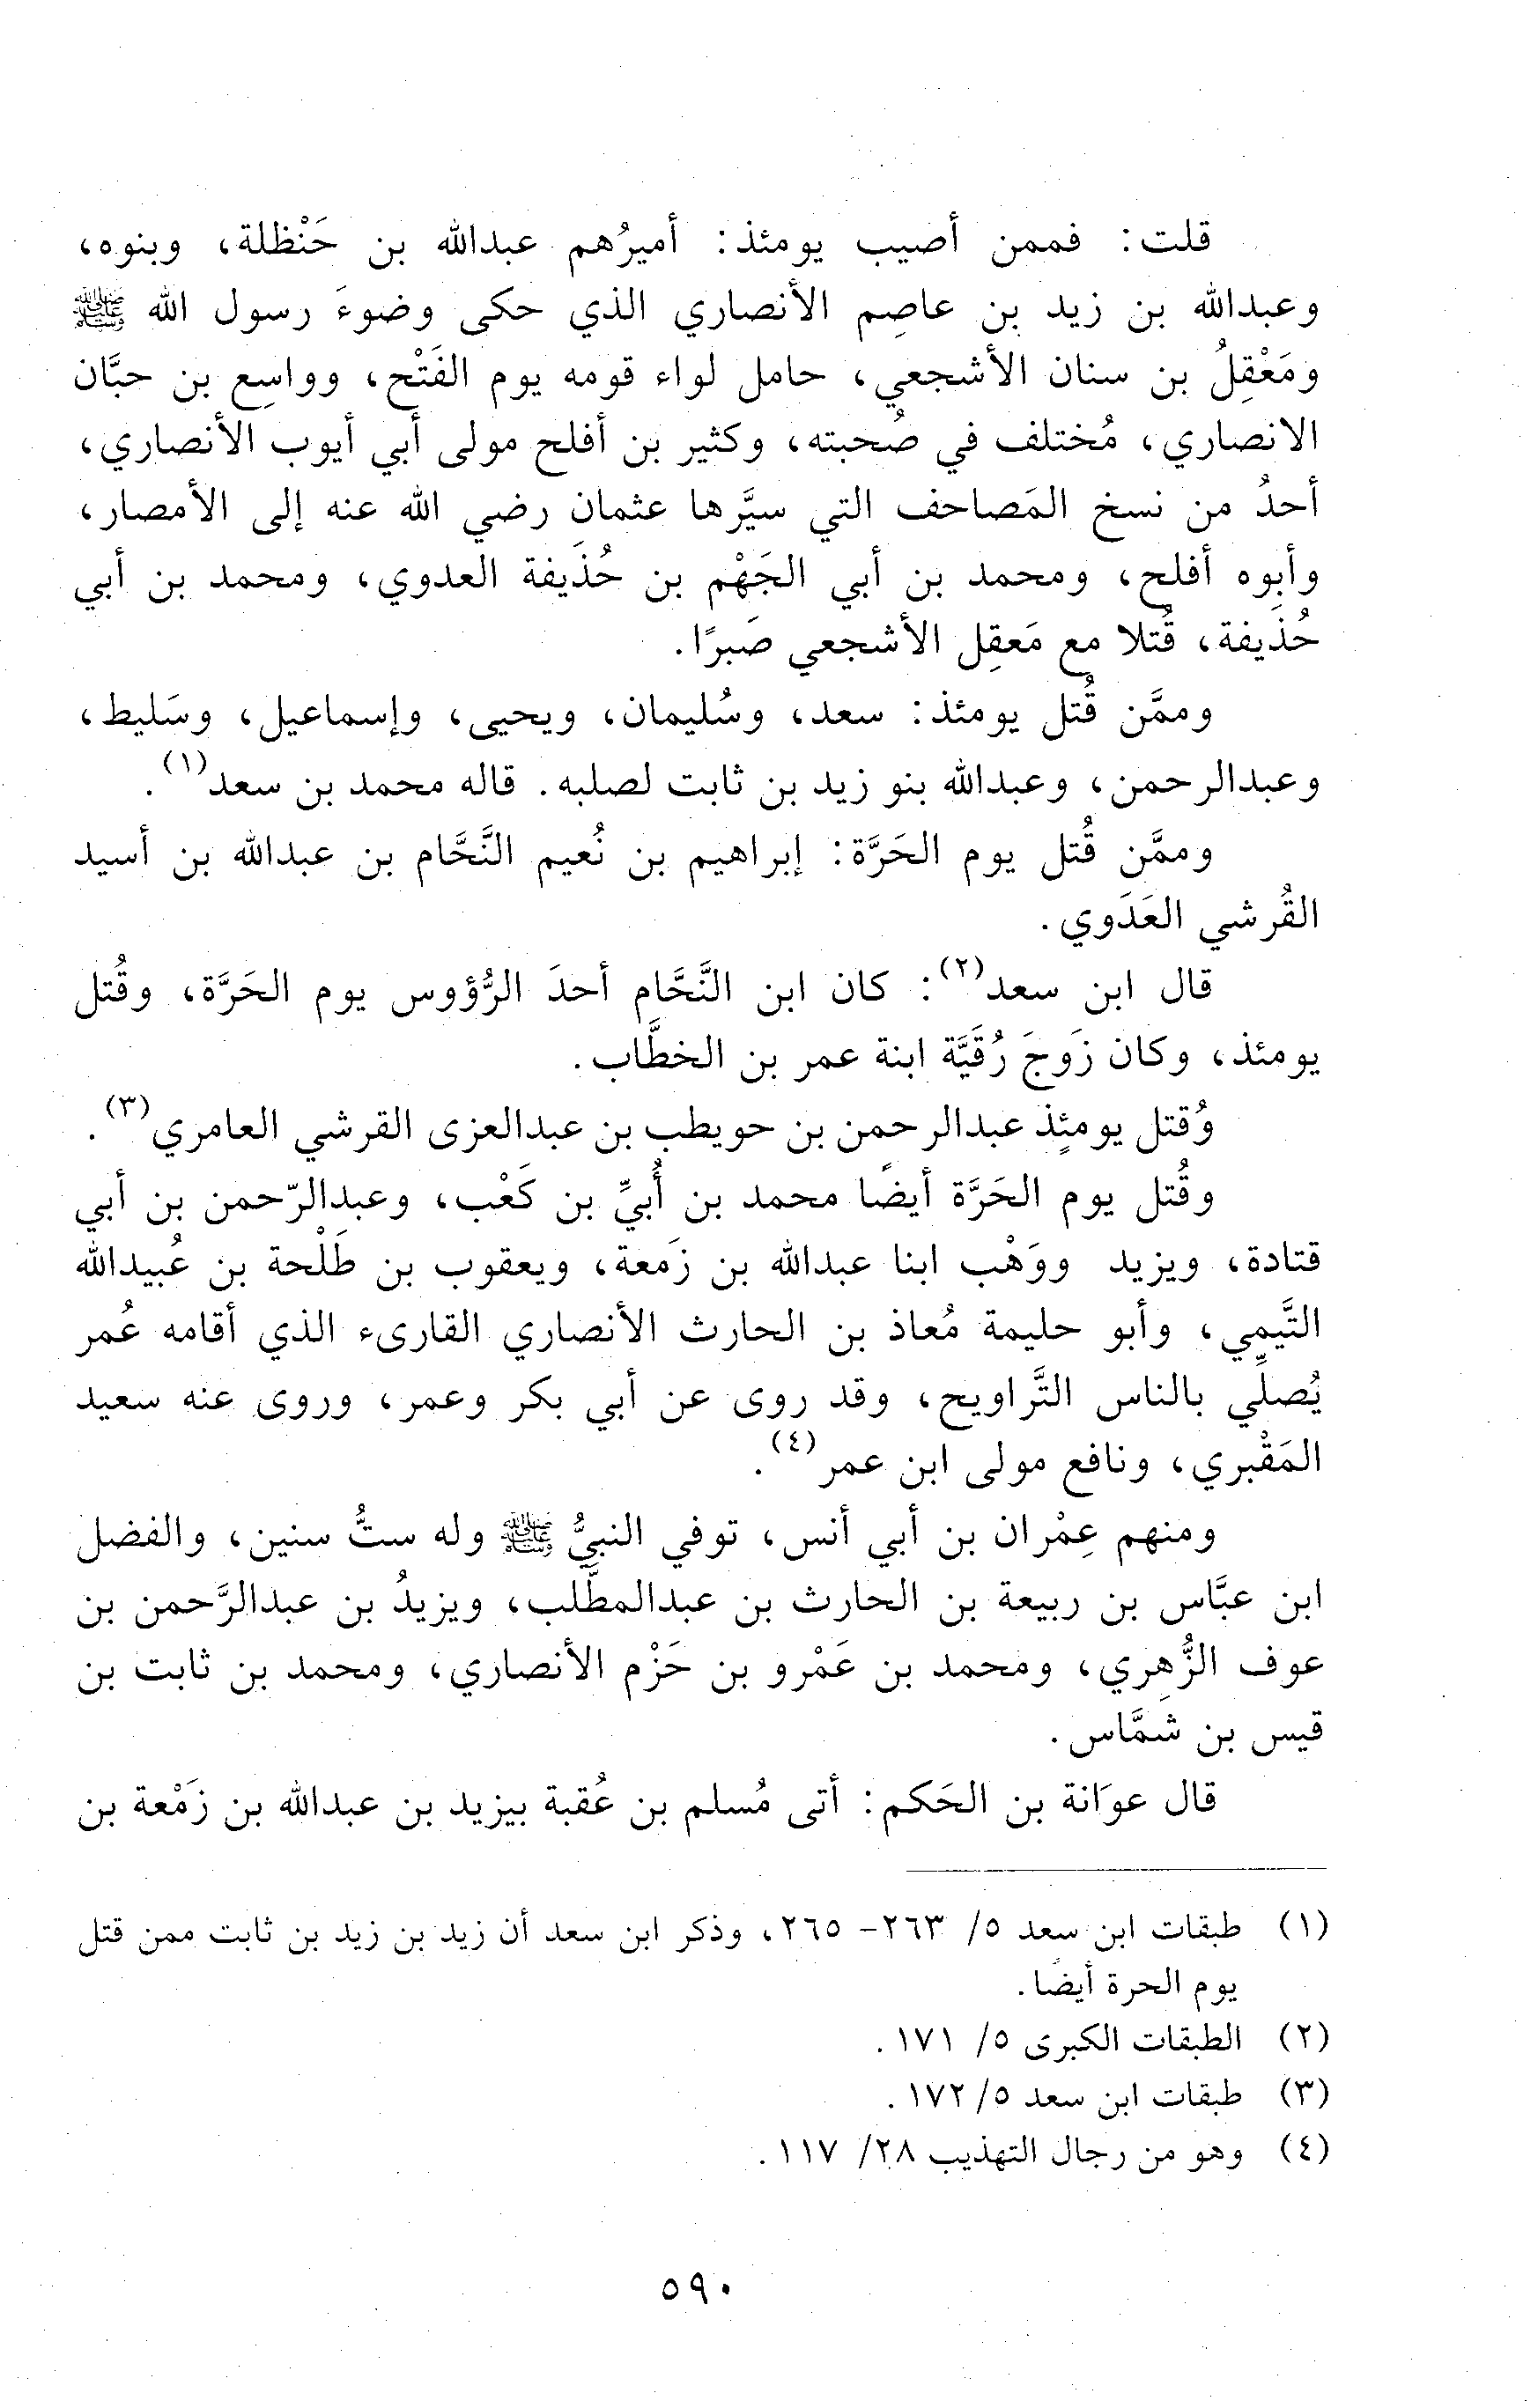 قلت: فممن أصيب يومئذ: أميرُهم عبدالله بن حَنْظلة، وبنوه،
وعبدالله بن زيد بن عاصِم الأنصاري الذي حكى وضوءَ رسول الله ﷺ
ومَعْقِلُ بن سنان الأشجعي، حامل لواء قومه يوم الفَتْح، وواسِع بن حبَّان
الانصاري، مُختلف في صُحبته، وكثير بن أفلح مولى أبي أيوب الأنصاري،
أحدُ من نسخ المَصاحف التي سيَّرها عثمان رضي الله عنه إلى الأمصار،
وأبوه أفلح، ومحمد بن أبي الجَهْم بن حُذَيفة العدوي، ومحمد بن أبي
حُذَيفة، قُتلا مع مَعقِل الأشجعي صَبرًا.
وممَّن قُتل يومئذ: سعد، وسُليمان، ويحيى، وإسماعيل، وسَليط،
وعبدالرحمن، وعبدالله بنو زيد بن ثابت لصلبه. قاله محمد بن سعد(١).
وممَّن قُتل يوم الحَرَّة: إبراهيم بن نُعيم النَّحَّام بن عبدالله بن أسيد
القُرشي العَدَوي.
قال ابن سعد(٢): كان ابن النَّحَّام أحدَ الرُّؤوس يوم الحَرَّة، وقُتل
يومئذ، وكان زَوجَ رُقَيَّة ابنة عمر بن الخطَّاب.
وُقتل يومئِذٍ عبدالرحمن بن حويطب بن عبدالعزى القرشي العامري(٣).
وقُتل يوم الحَرَّة أيضًا محمد بن أُبيِّ بن كَعْب، وعبدالرّحمن بن أبي
قتادة، ويزيد ووَهْب ابنا عبدالله بن زَمعة، ويعقوب بن طَلْحة بن عُبيدالله
التَّيمِي، وأبو حليمة مُعاذ بن الحارث الأنصاري القارىء الذي أقامه عُمر
يُصلِّي بالناس التَّراويح، وقد روى عن أبي بكر وعمر، وروى عنه سعيد
المَقْبري، ونافع مولى ابن عمر(٤).
ومنهم عِمْران بن أبي أنس، توفي النبيُّ ﷺ وله ستُّ سنين، والفضل
ابن عبَّاس بن ربيعة بن الحارث بن عبدالمطَّلب، ويزيدُ بن عبدالرَّحمن بن
عوف الزُّهِري، ومحمد بن عَمْرو بن حَزْم الأنصاري، ومحمد بن ثابت بن
قيس بن شمَّاس.
قال عوَانة بن الحَكم: أتى مُسلم بن عُقبة بيزيد بن عبدالله بن زَمْعة بن
(١) طبقات ابن سعد ٥/ ٢٦٣- ٢٦٥، وذكر ابن سعد أن زيد بن زيد بن ثابت ممن قتل
يوم الحرة أيضًا.
(٢) الطبقات الكبرى ٥/ ١٧١.
(٣) طبقات ابن سعد ٥/ ١٧٢.
(٤) وهو من رجال التهذيب ٢٨/ ١١٧.
٥٩٠